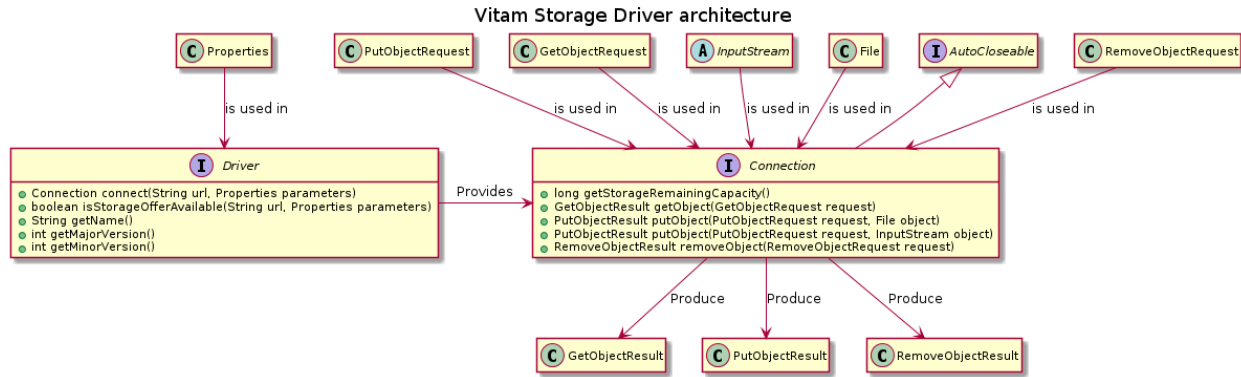 Vitam Storage Driver architecture
C Properties
C PutObjectRequest
C GetObjectRequest
A InputStream
C File
I AutoCloseable
C RemoveObjectRequest
is used in
is used in
is used in
is used in
is used in
is used in
I Driver
Connection connect(String url, Properties parameters)
boolean isStorageOfferAvailable(String url, Properties parameters)
String getName()
int getMajorVersion()
int getMinorVersion()
Provides
I Connection
long getStorageRemainingCapacity()
GetObjectResult getObject(GetObjectRequest request)
PutObjectResult putObject(PutObjectRequest request, File object)
PutObjectResult putObject(PutObjectRequest request, InputStream object)
RemoveObjectResult removeObject(RemoveObjectRequest request)
Produce
Produce
Produce
C GetObjectResult
C PutObjectResult
C RemoveObjectResult